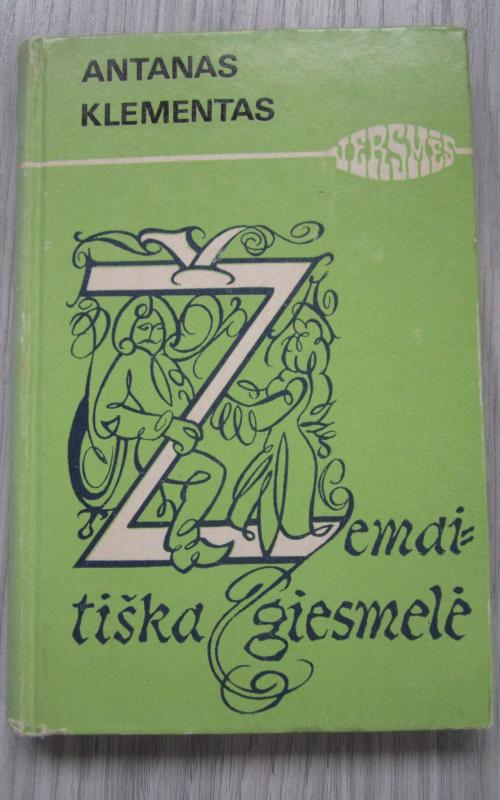 ANTANAS
KLEMENTAS
VERSMĖS
Žemai-
tiška giesmelė